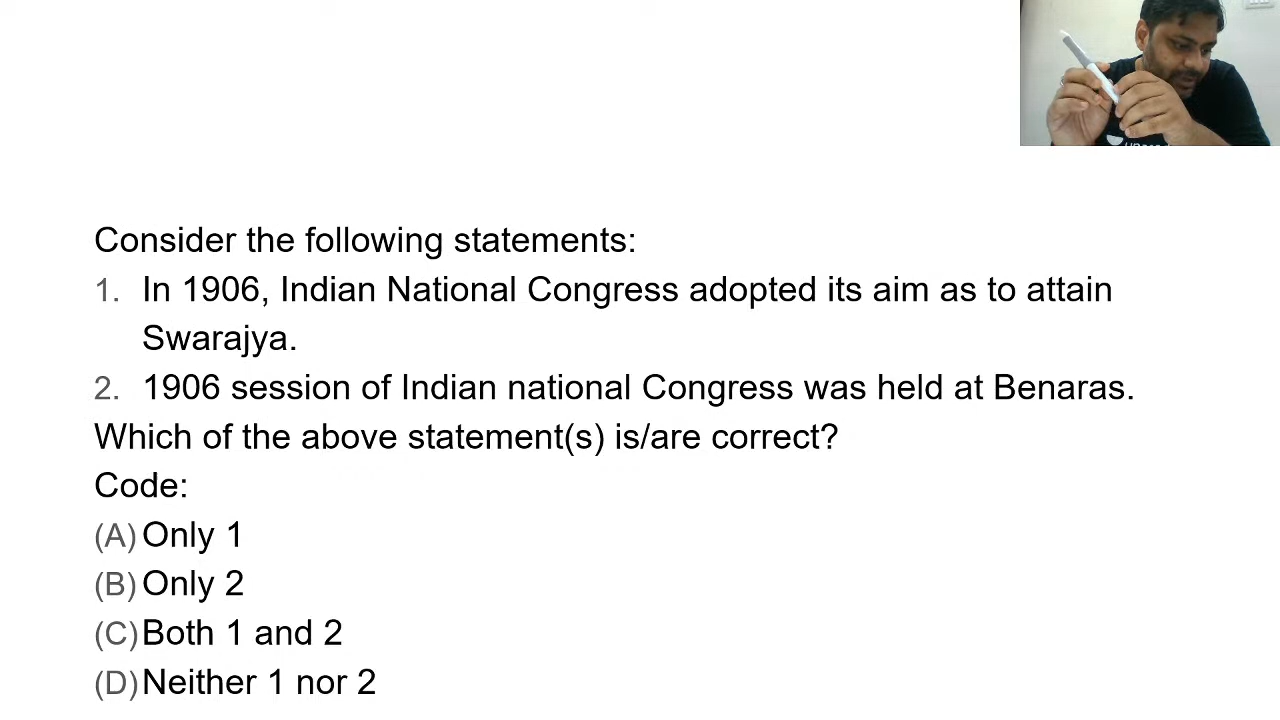 Consider the following statements:
1. In 1906, Indian National Congress adopted its aim as to attain
Swarajya.
2. 1906 session of Indian national Congress was held at Benaras.
Which of the above statement(s) is/are correct?
Code:
(A) Only 1
(B) Only 2
(C) Both 1 and 2
(D) Neither 1 nor 2